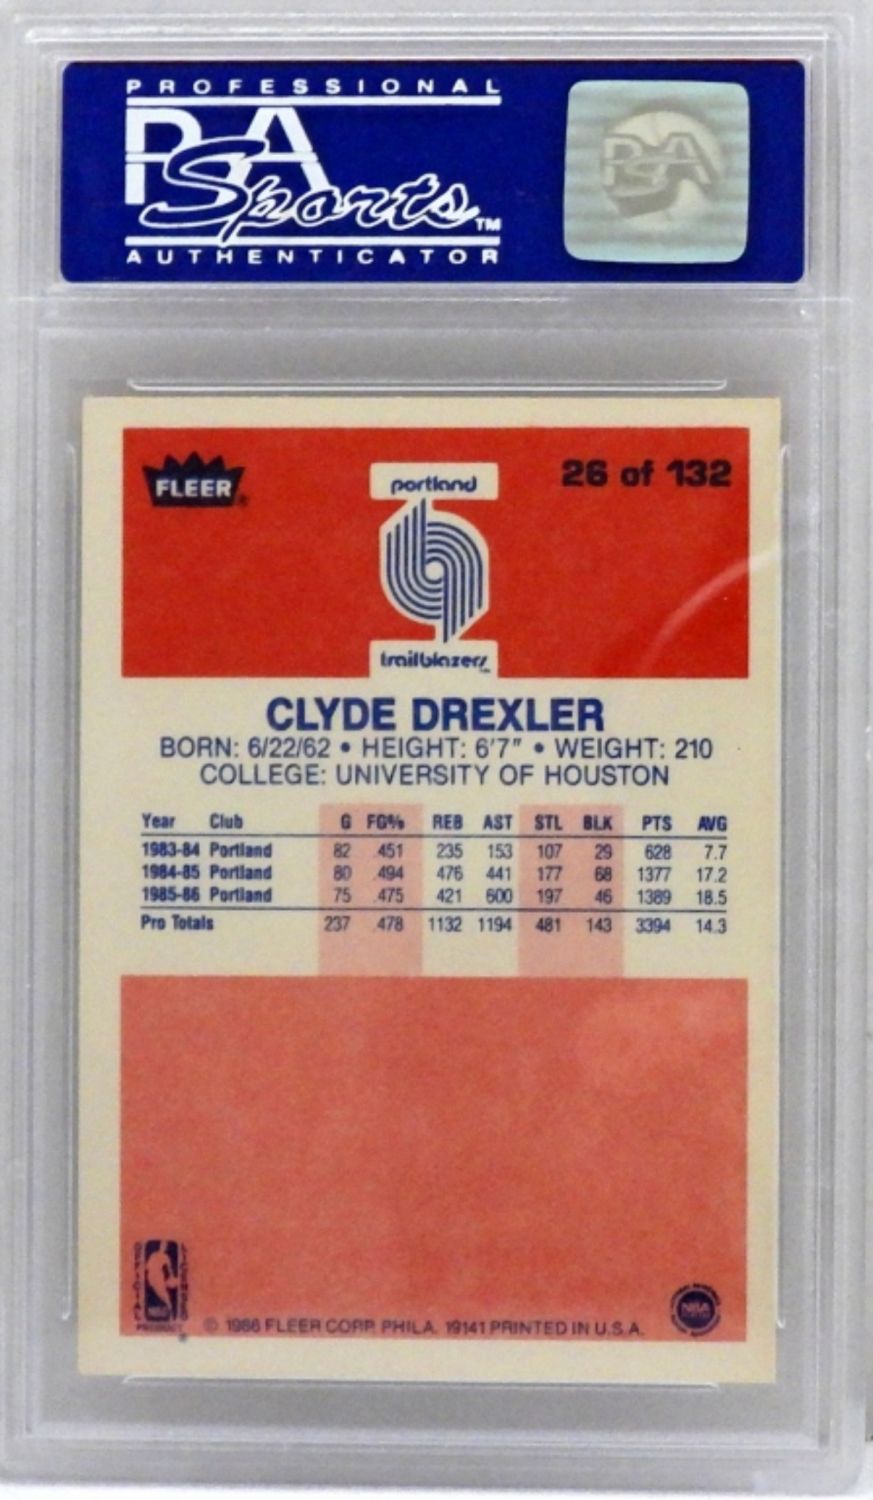 PROFESSIONAL
PSA
Sports™
AUTHENTICATOR
PSA
FLEER®
portland
26 of 132
trailblazers
CLYDE DREXLER
BORN: 6/22/62 • HEIGHT: 6'7" • WEIGHT: 210
COLLEGE: UNIVERSITY OF HOUSTON
Year Club G FG% REB AST STL BLK PTS AVG
1983-84 Portland 82 .451 235 153 107 29 628 7.7
1984-85 Portland 80 .494 476 441 177 68 1377 17.2
1985-86 Portland 75 .475 421 600 197 46 1389 18.5
Pro Totals 237 .478 1132 1194 481 143 3394 14.3
NBA
© 1986 FLEER CORP. PHILA. 19141 PRINTED IN U.S.A.